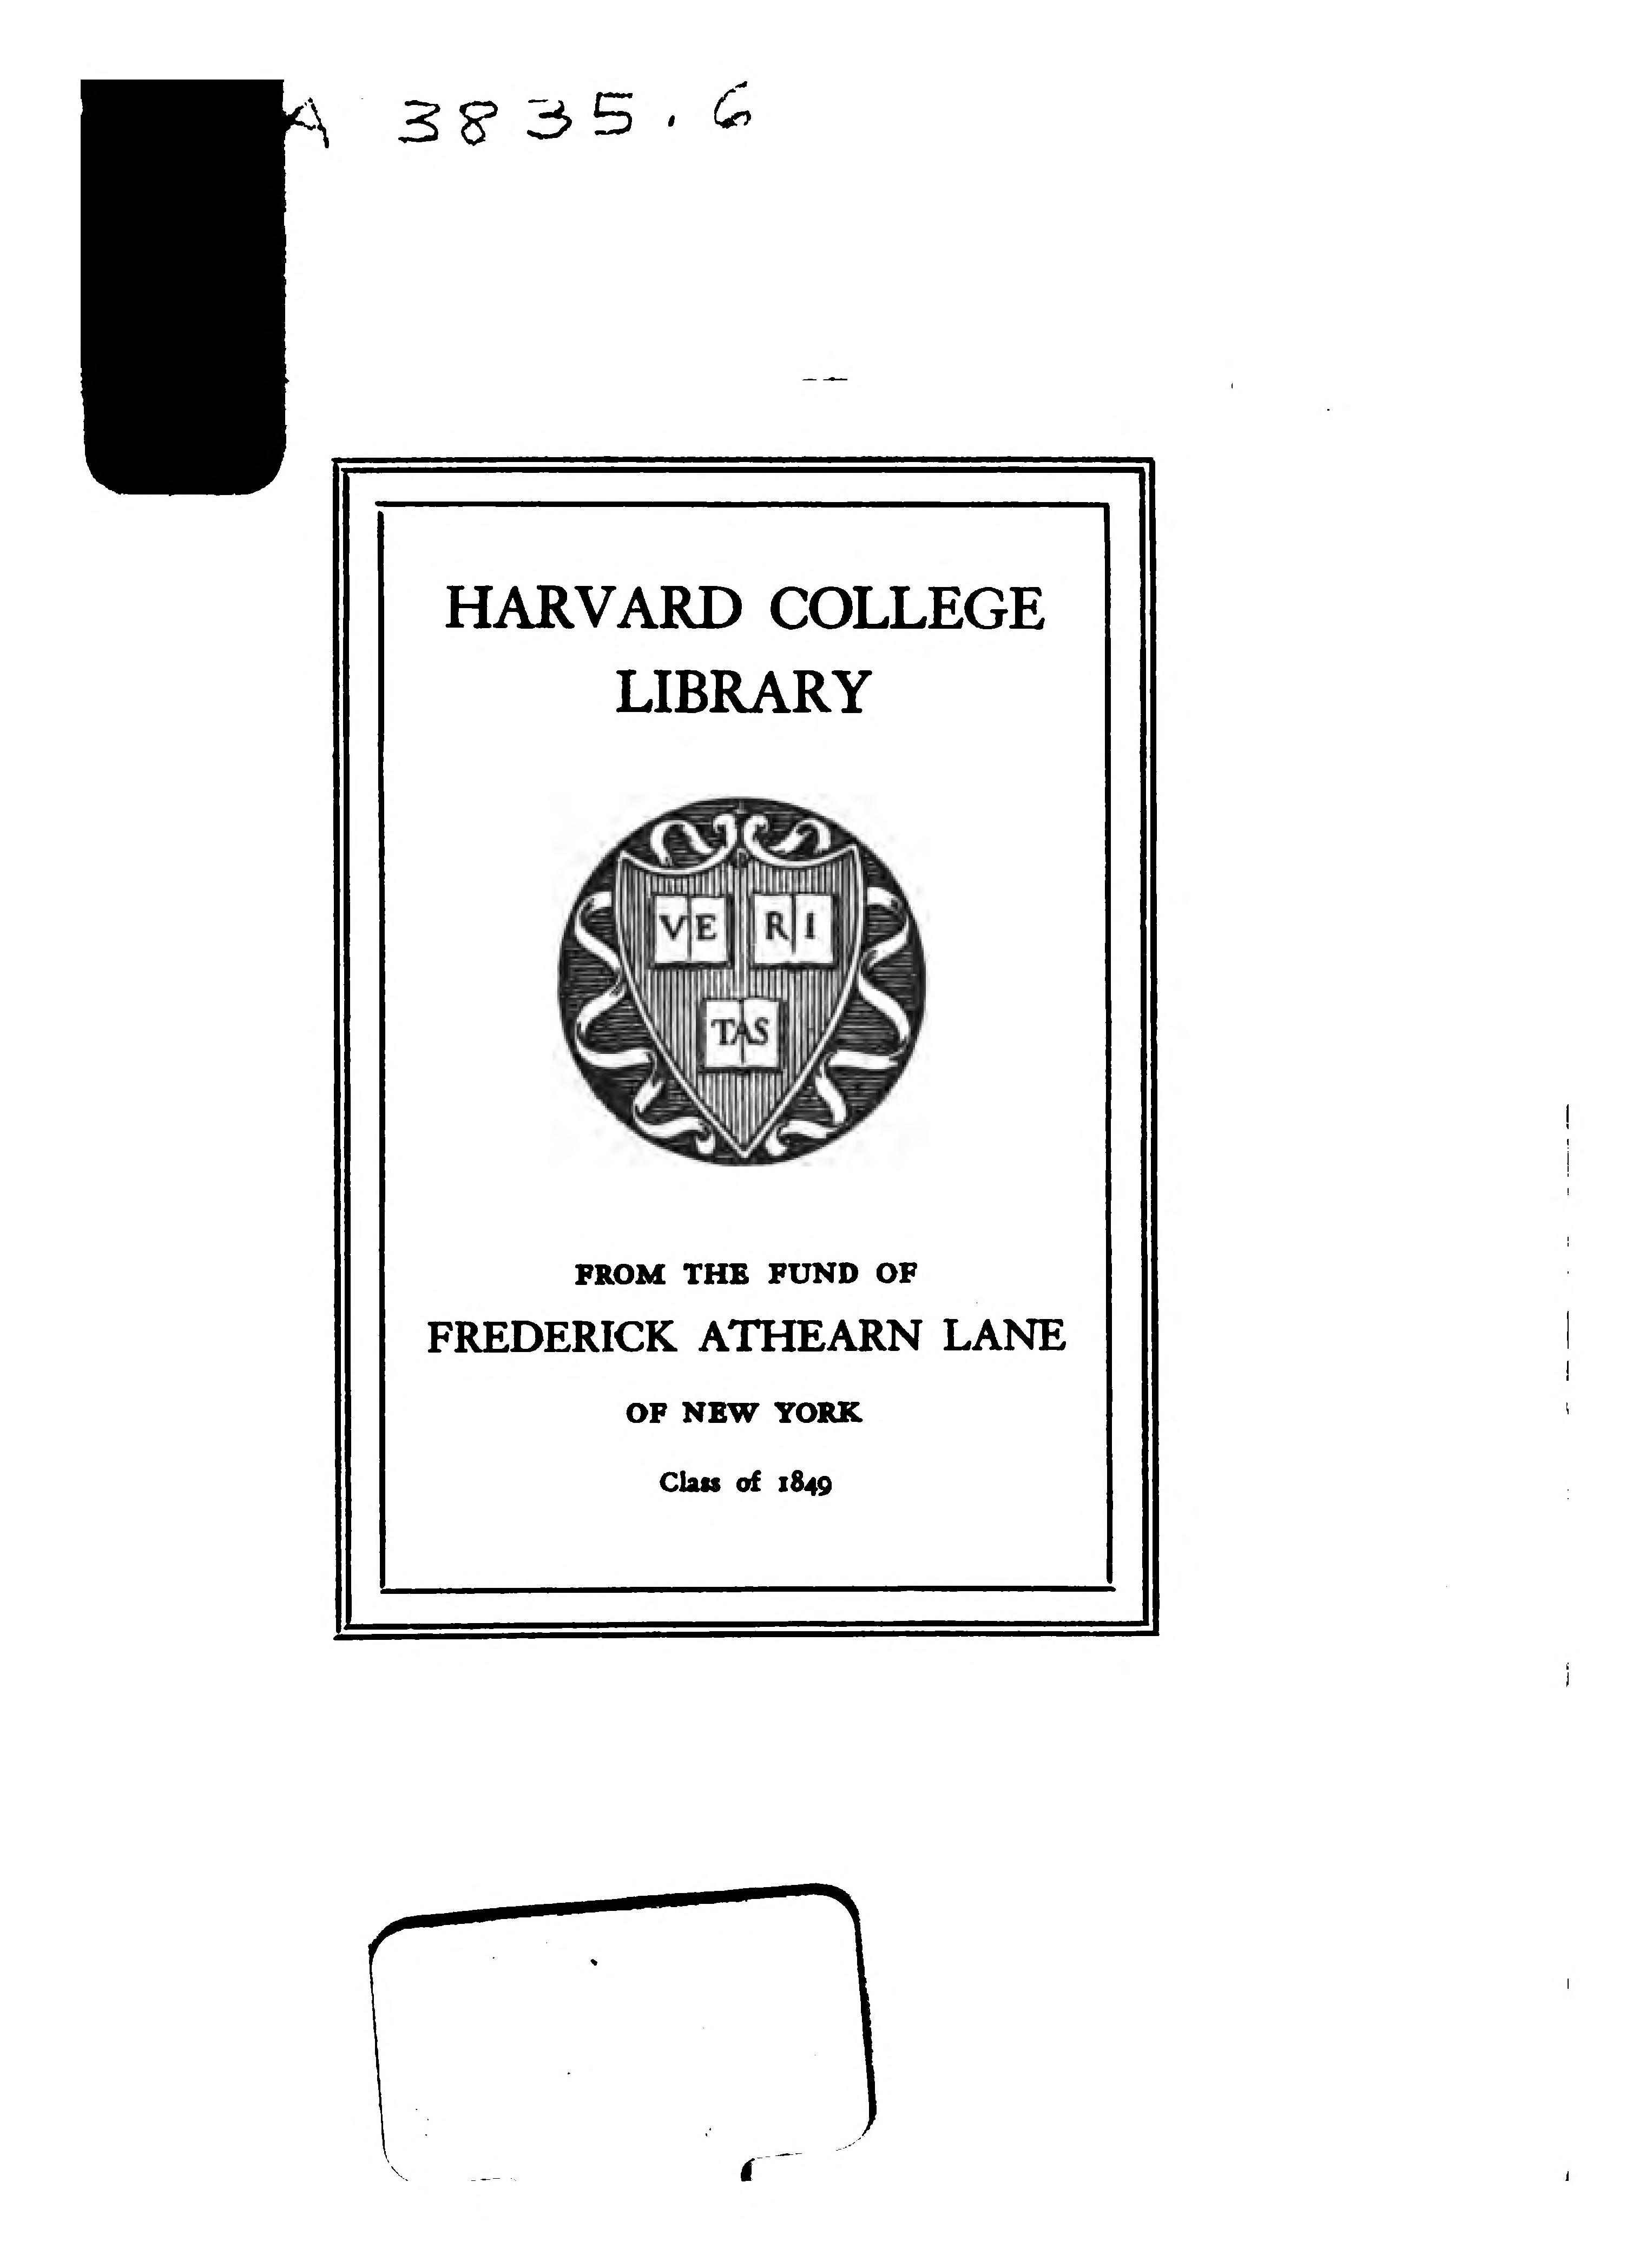 A 3835.6
HARVARD COLLEGE
LIBRARY
VE RI
TAS
FROM THE FUND OF
FREDERICK ATHEARN LANE
OF NEW YORK
Class of 1849